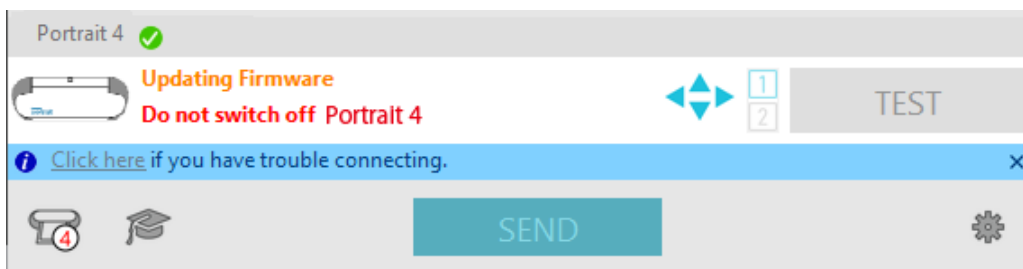 Portrait 4
Updating Firmware
Do not switch off Portrait 4
1
2
TEST
Click here if you have trouble connecting.
4
SEND